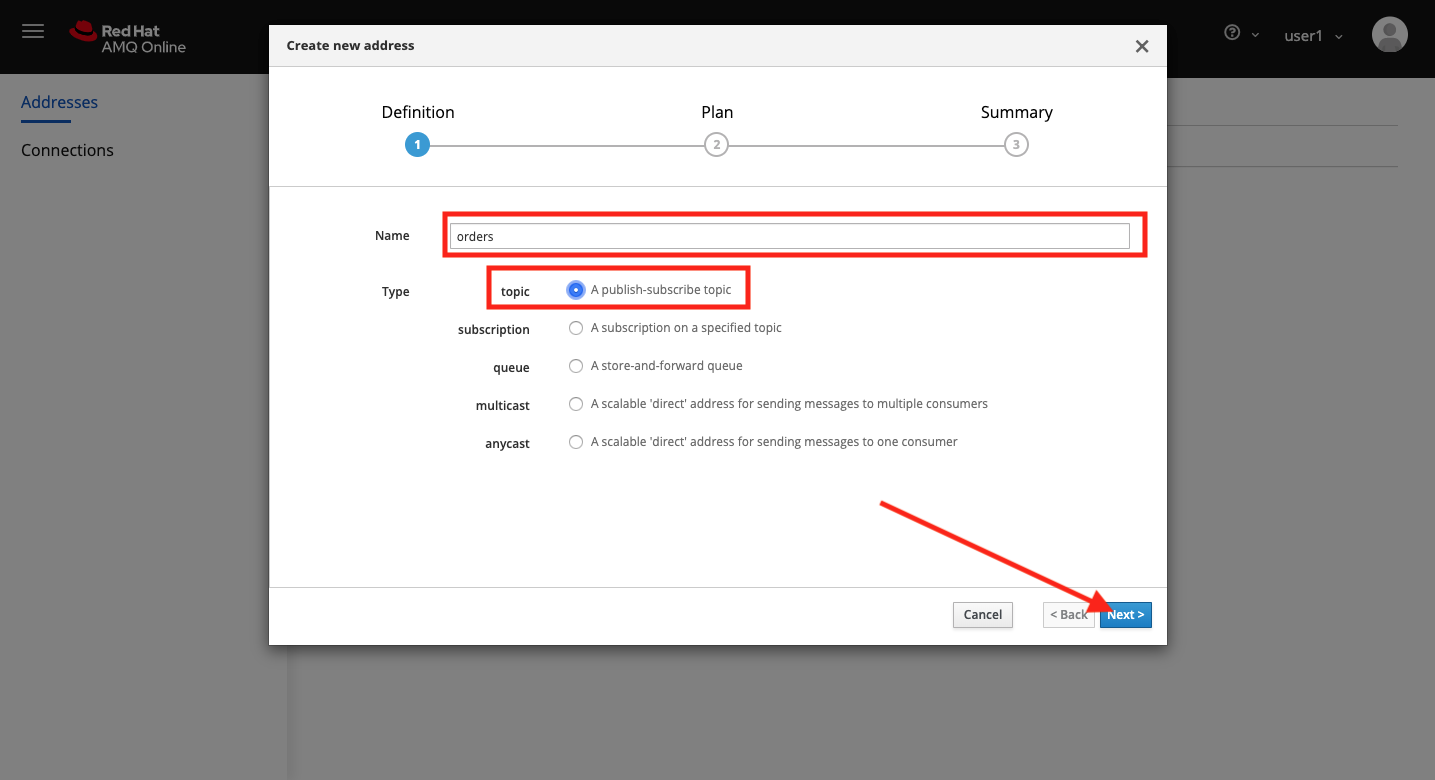 Red Hat
AMQ Online
user1
Addresses
Connections
Create new address
Definition
Plan
Summary
1
2
3
Name
orders
Type
topic
A publish-subscribe topic
subscription
A subscription on a specified topic
queue
A store-and-forward queue
multicast
A scalable 'direct' address for sending messages to multiple consumers
anycast
A scalable 'direct' address for sending messages to one consumer
Cancel
< Back
Next >